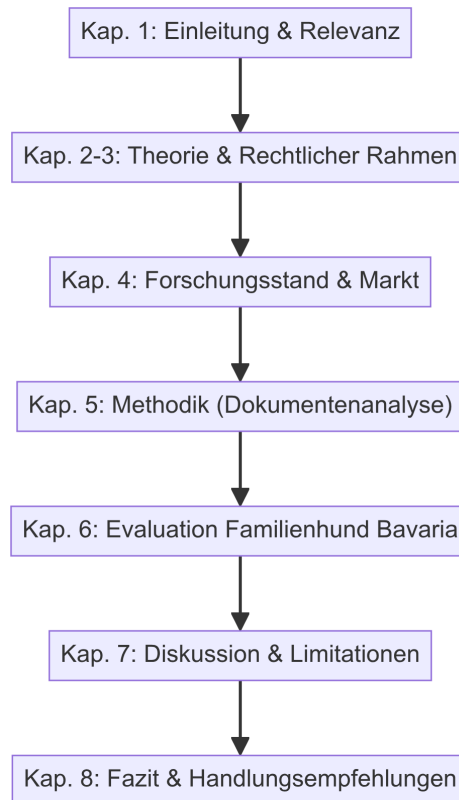 Kap. 1: Einleitung & Relevanz
Kap. 2-3: Theorie & Rechtlicher Rahmen
Kap. 4: Forschungsstand & Markt
Kap. 5: Methodik (Dokumentenanalyse)
Kap. 6: Evaluation Familienhund Bavaria
Kap. 7: Diskussion & Limitationen
Kap. 8: Fazit & Handlungsempfehlungen